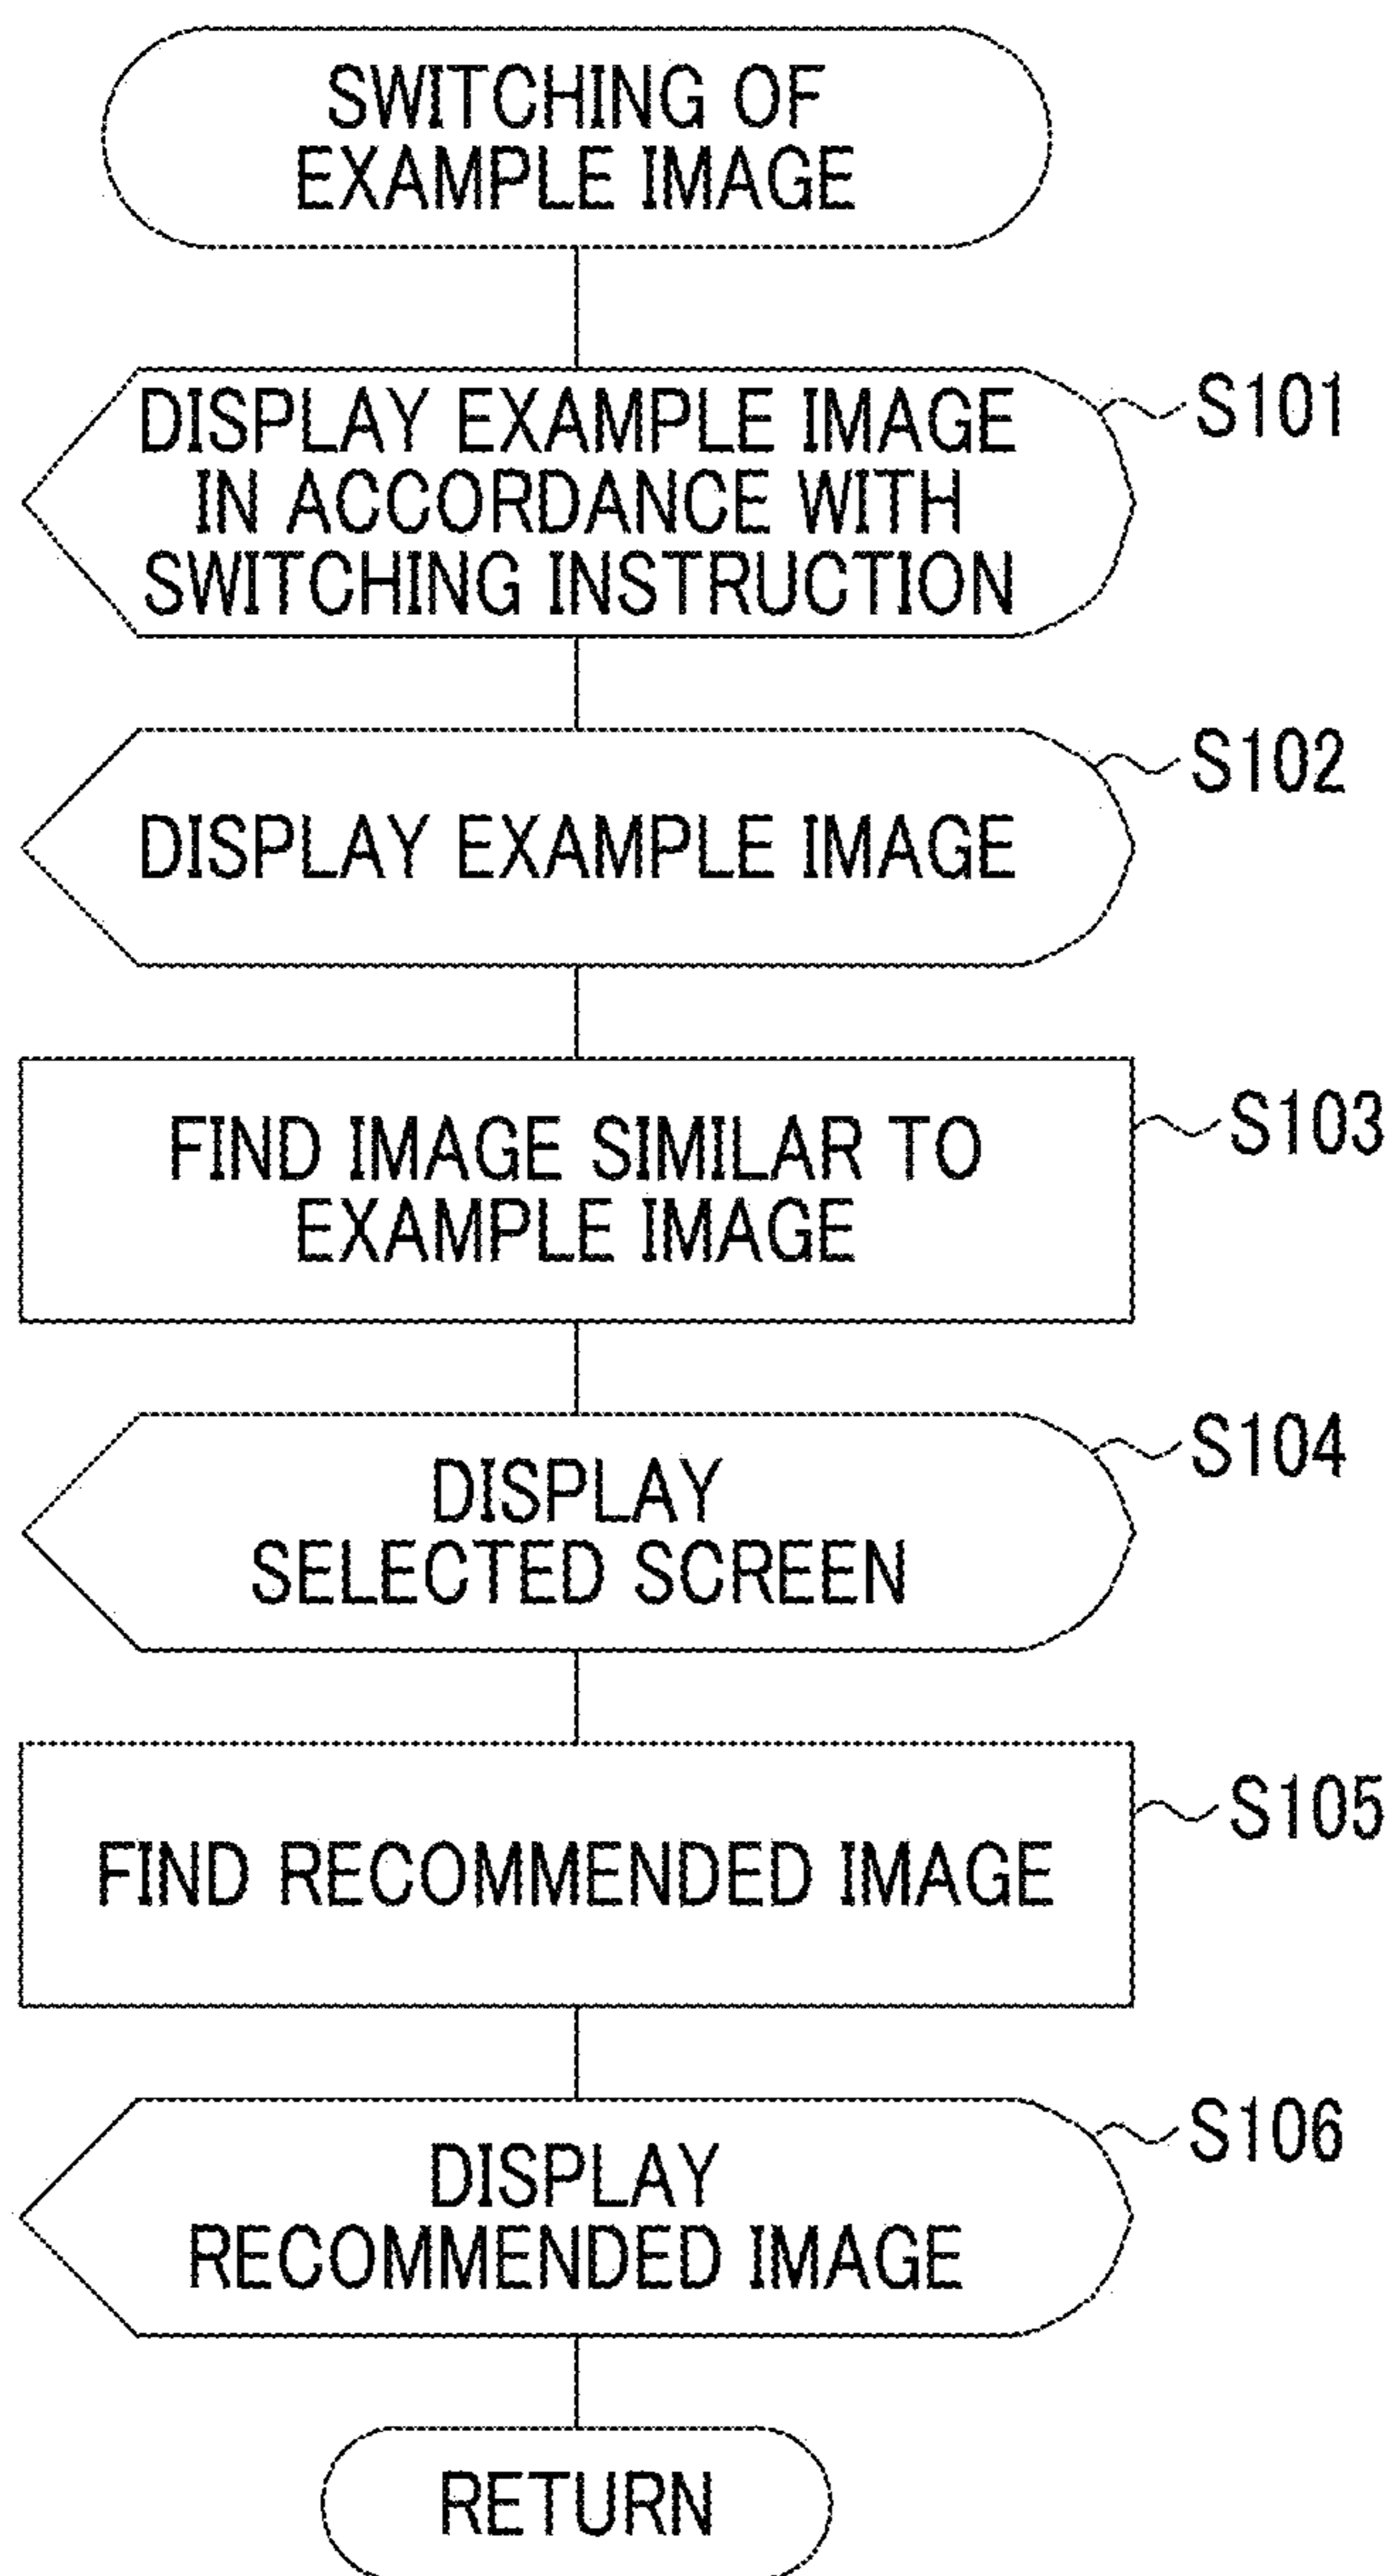 SWITCHING OF
EXAMPLE IMAGE
DISPLAY EXAMPLE IMAGE
IN ACCORDANCE WITH
SWITCHING INSTRUCTION
S101
DISPLAY EXAMPLE IMAGE
S102
FIND IMAGE SIMILAR TO
EXAMPLE IMAGE
S103
DISPLAY
SELECTED SCREEN
S104
FIND RECOMMENDED IMAGE
S105
DISPLAY
RECOMMENDED IMAGE
S106
RETURN